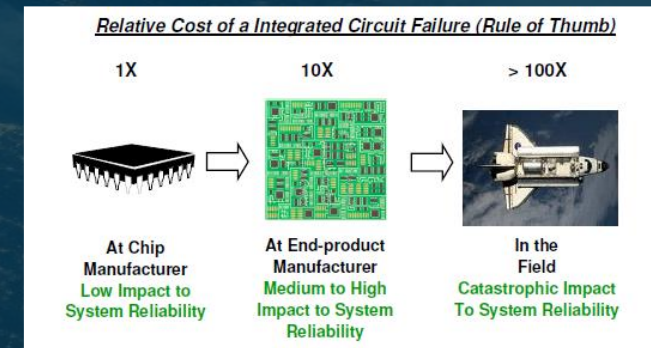 Relative Cost of a Integrated Circuit Failure (Rule of Thumb)
1X
10X
> 100X
At Chip
Manufacturer
Low Impact to
System Reliability
At End-product
Manufacturer
Medium to High
Impact to System
Reliability
In the
Field
Catastrophic Impact
To System Reliability